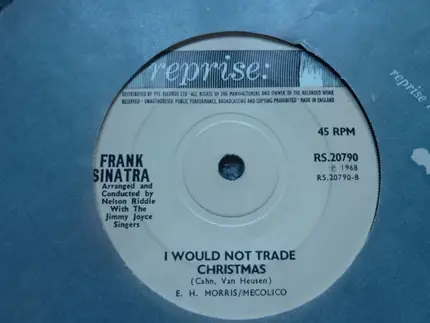 reprise:
DISTRIBUTED BY PYE RECORDS LTD · ALL RIGHTS OF THE MANUFACTURER AND OWNER OF THE RECORDED WORK
RESERVED · UNAUTHORISED PUBLIC PERFORMANCE, BROADCASTING AND COPYING PROHIBITED · MADE IN ENGLAND
45 RPM
FRANK
SINATRA
Arranged and
Conducted by
Nelson Riddle
With The
Jimmy Joyce
Singers
RS.20790
℗ 1968
RS.20790-B
I WOULD NOT TRADE
CHRISTMAS
(Cahn, Van Heusen)
E. H. MORRIS/MECOLICO
reprise